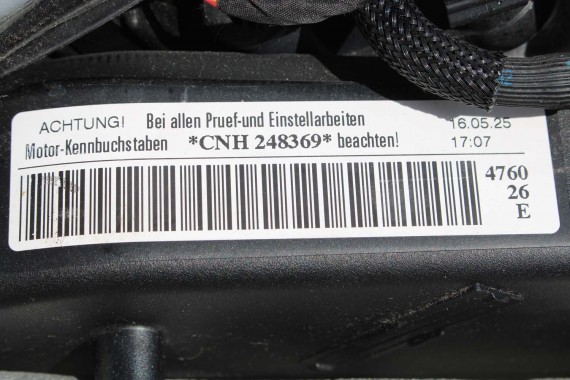 ACHTUNG! Bei allen Pruef-und Einstellarbeiten 16.05.25
Motor-Kennbuchstaben *CNH 248369* beachten! 17:07
4760
26
E